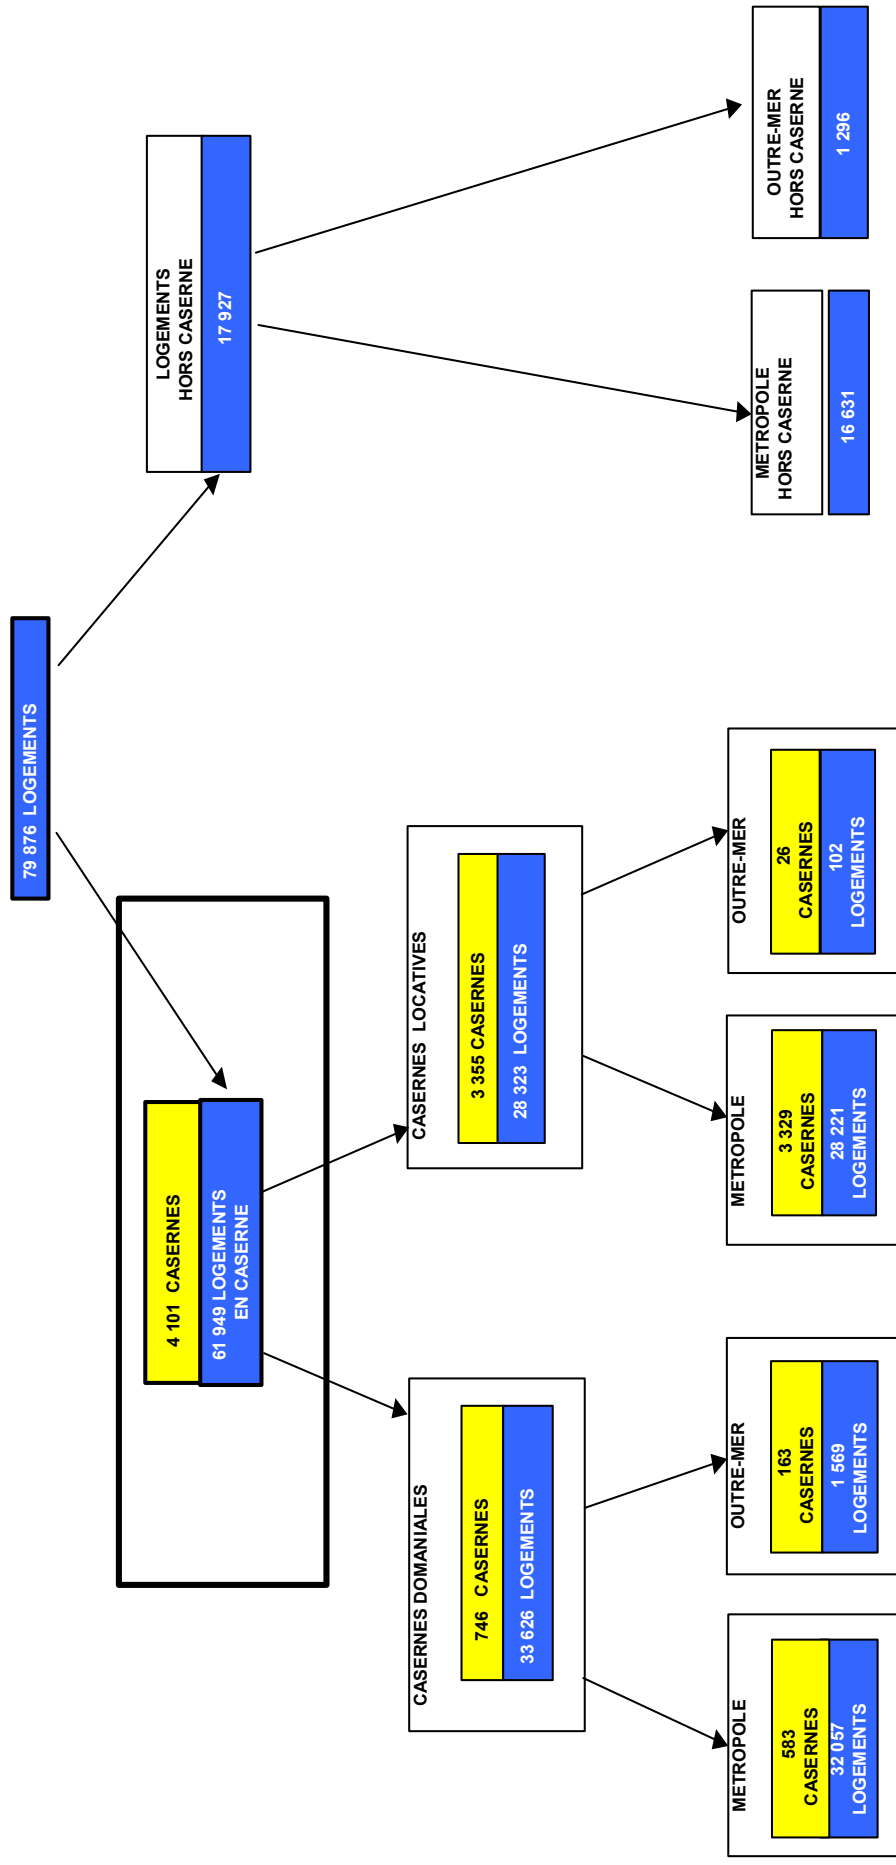 79 876 LOGEMENTS
4 101 CASERNES
61 949 LOGEMENTS
EN CASERNE
LOGEMENTS
HORS CASERNE
17 927
CASERNES DOMANIALES
746 CASERNES
33 626 LOGEMENTS
CASERNES LOCATIVES
3 355 CASERNES
28 323 LOGEMENTS
METROPOLE
583
CASERNES
32 057
LOGEMENTS
OUTRE-MER
163
CASERNES
1 569
LOGEMENTS
METROPOLE
3 329
CASERNES
28 221
LOGEMENTS
OUTRE-MER
26
CASERNES
102
LOGEMENTS
METROPOLE
HORS CASERNE
16 631
OUTRE-MER
HORS CASERNE
1 296